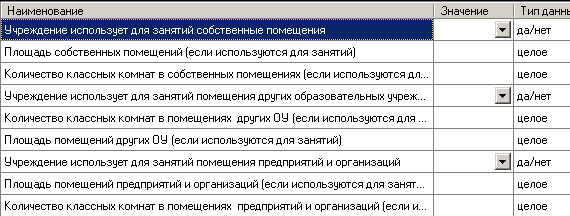 Наименование Значение Тип данн
Учреждение использует для занятий собственные помещения да/нет
Площадь собственных помещений (если используются для занятий) целое
Количество классных комнат в собственных помещениях (если используются дл... целое
Учреждение использует для занятий помещения других образовательных учреж... да/нет
Количество классных комнат в помещениях других ОУ (если используются для ... целое
Площадь помещений других ОУ (если используются для занятий) целое
Учреждение использует для занятий помещения предприятий и организаций да/нет
Площадь помещений предприятий и организаций (если используются для занят... целое
Количество классных комнат в помещениях предприятий и организаций (если и... целое